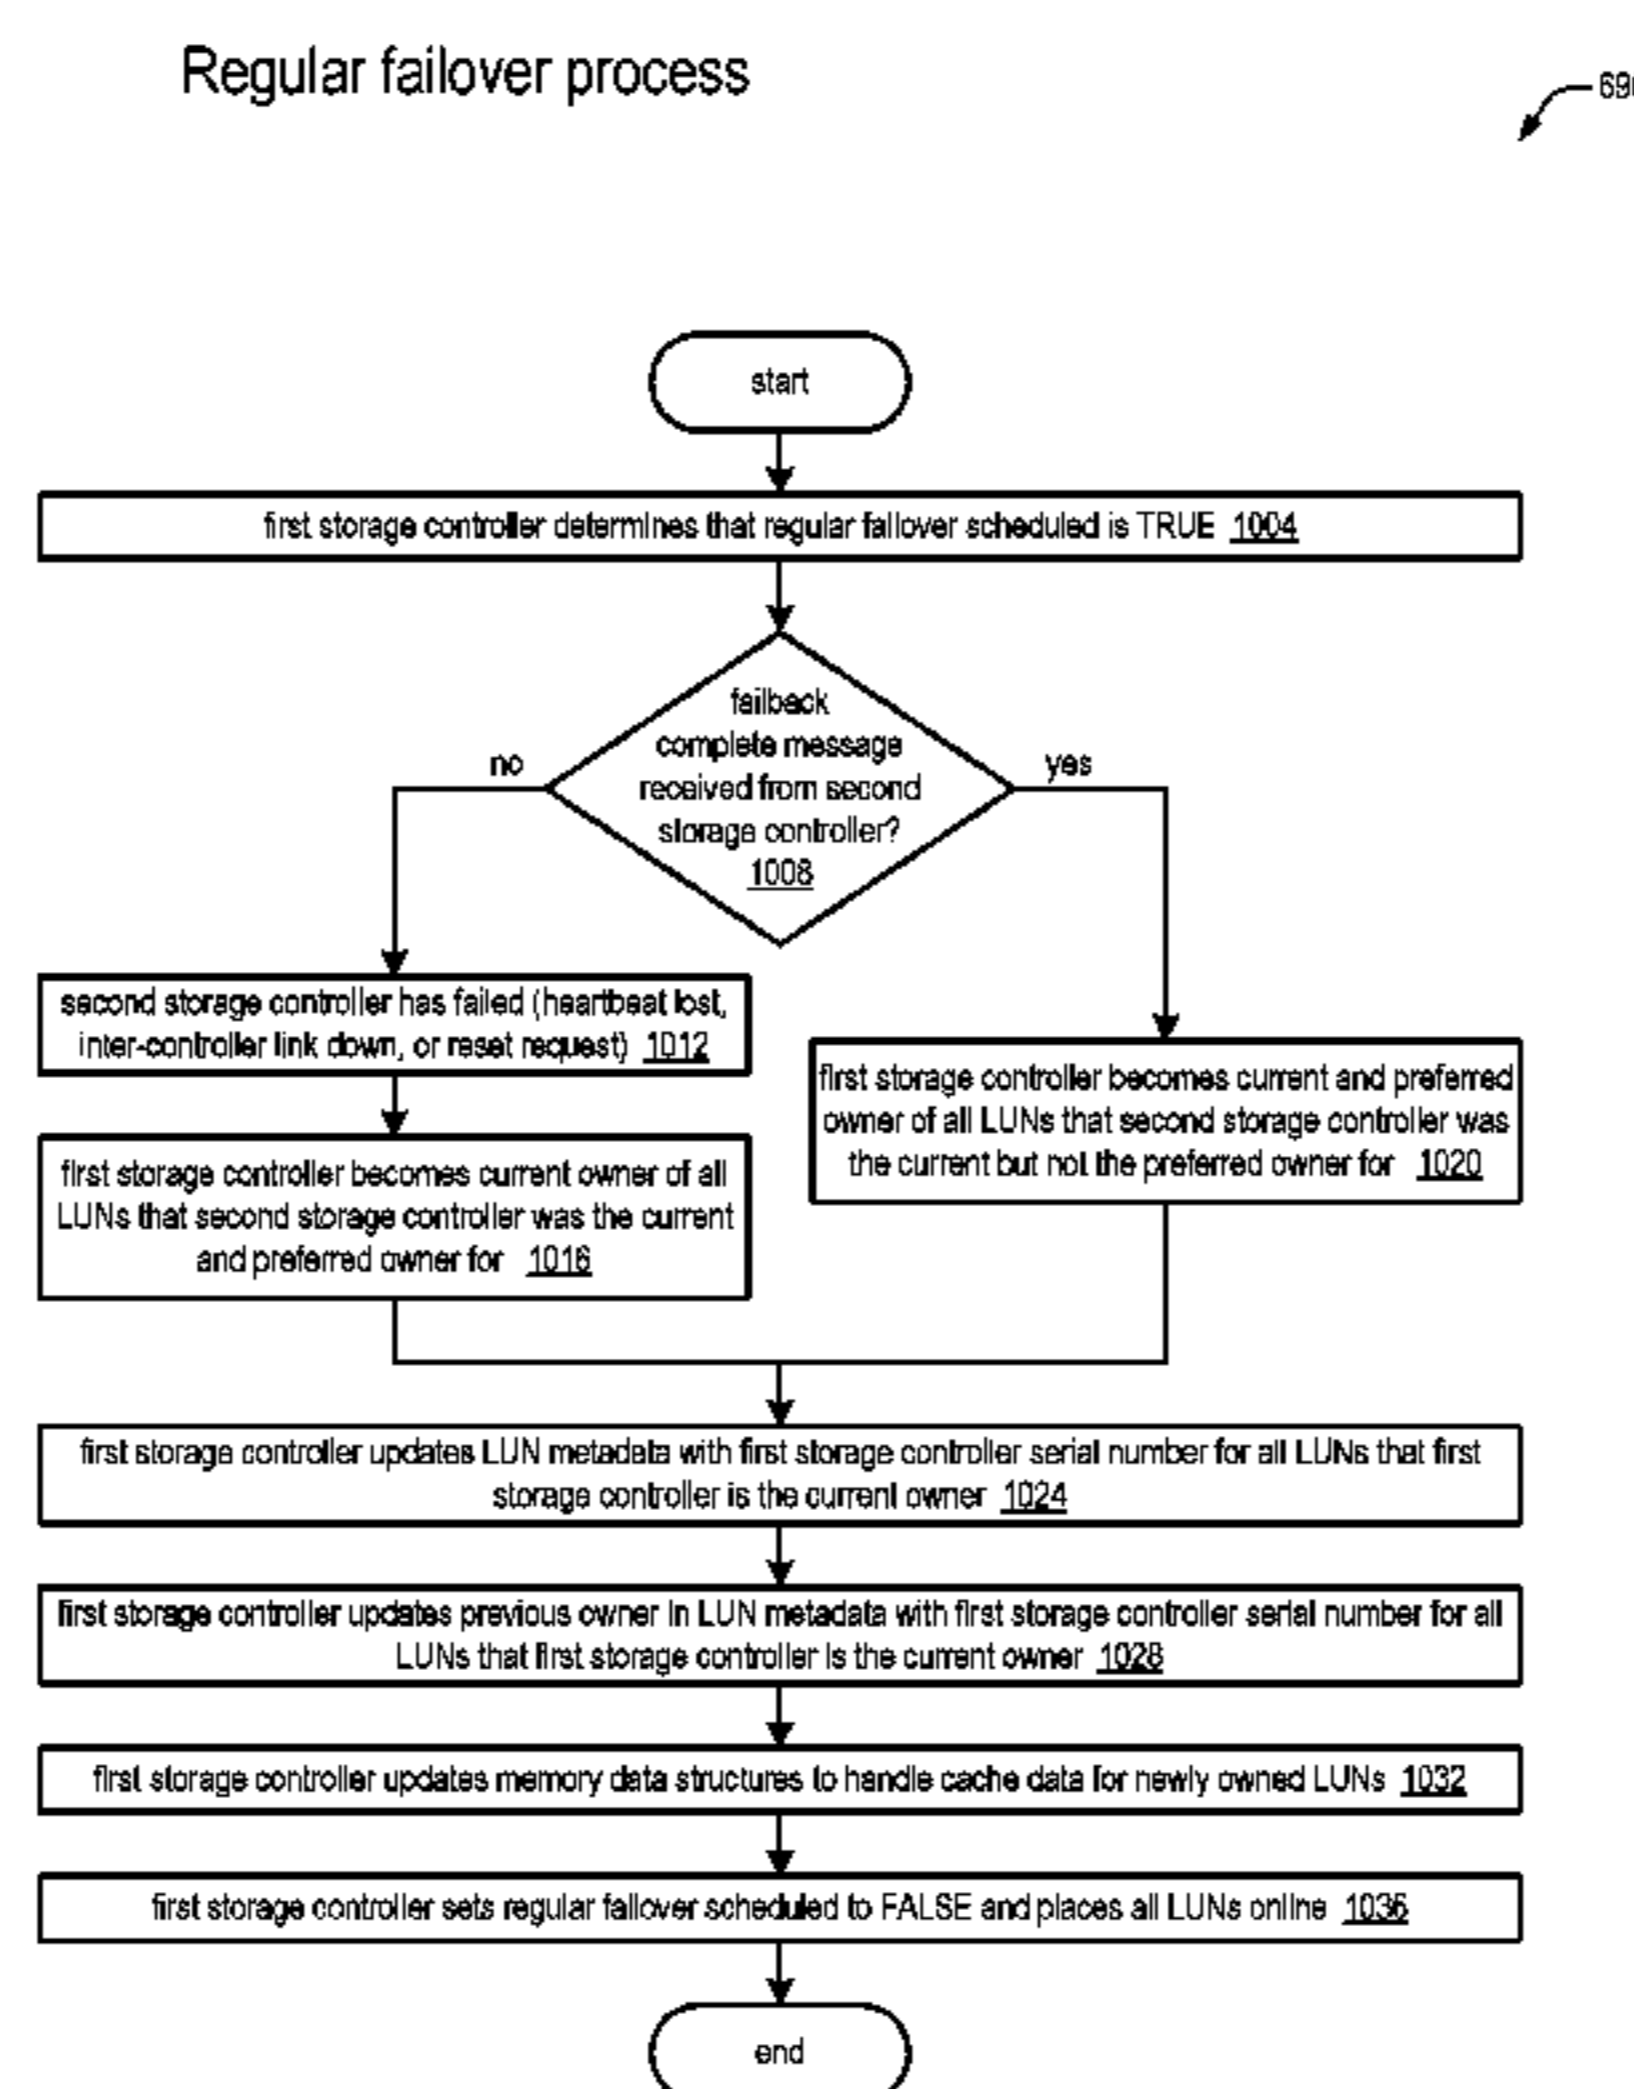 Regular failover process
start
first storage controller determines that regular failover scheduled is TRUE 1004
failback
complete message
received from second
storage controller?
1008
no
yes
second storage controller has failed (heartbeat lost,
inter-controller link down, or reset request) 1012
first storage controller becomes current and preferred
owner of all LUNs that second storage controller was
the current but not the preferred owner for 1020
first storage controller becomes current owner of all
LUNs that second storage controller was the current
and preferred owner for 1016
first storage controller updates LUN metadata with first storage controller serial number for all LUNs that first
storage controller is the current owner 1024
first storage controller updates previous owner in LUN metadata with first storage controller serial number for all
LUNs that first storage controller is the current owner 1028
first storage controller updates memory data structures to handle cache data for newly owned LUNs 1032
first storage controller sets regular failover scheduled to FALSE and places all LUNs online 1036
end